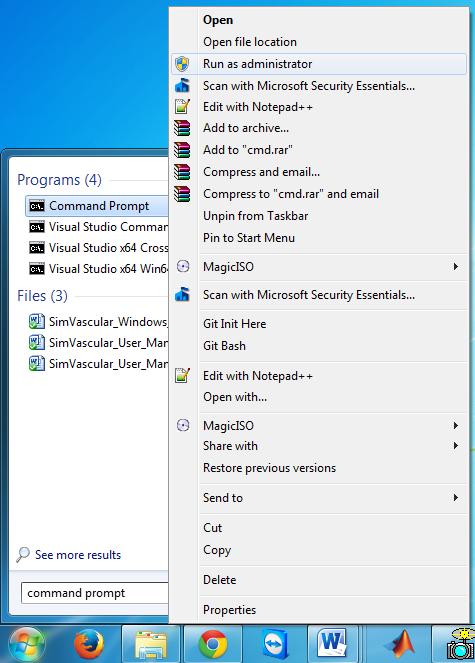 Open
Open file location
Run as administrator
Scan with Microsoft Security Essentials...
Edit with Notepad++
Add to archive...
Add to "cmd.rar"
Compress and email...
Compress to "cmd.rar" and email
Unpin from Taskbar
Pin to Start Menu
MagicISO
Scan with Microsoft Security Essentials...
Git Init Here
Git Bash
Edit with Notepad++
Open with...
MagicISO
Share with
Restore previous versions
Send to
Cut
Copy
Delete
Properties
Programs (4)
Command Prompt
Visual Studio Comman
Visual Studio x64 Cross
Visual Studio x64 Win6
Files (3)
SimVascular_Windows_
SimVascular_User_Man
SimVascular_User_Man
See more results
command prompt